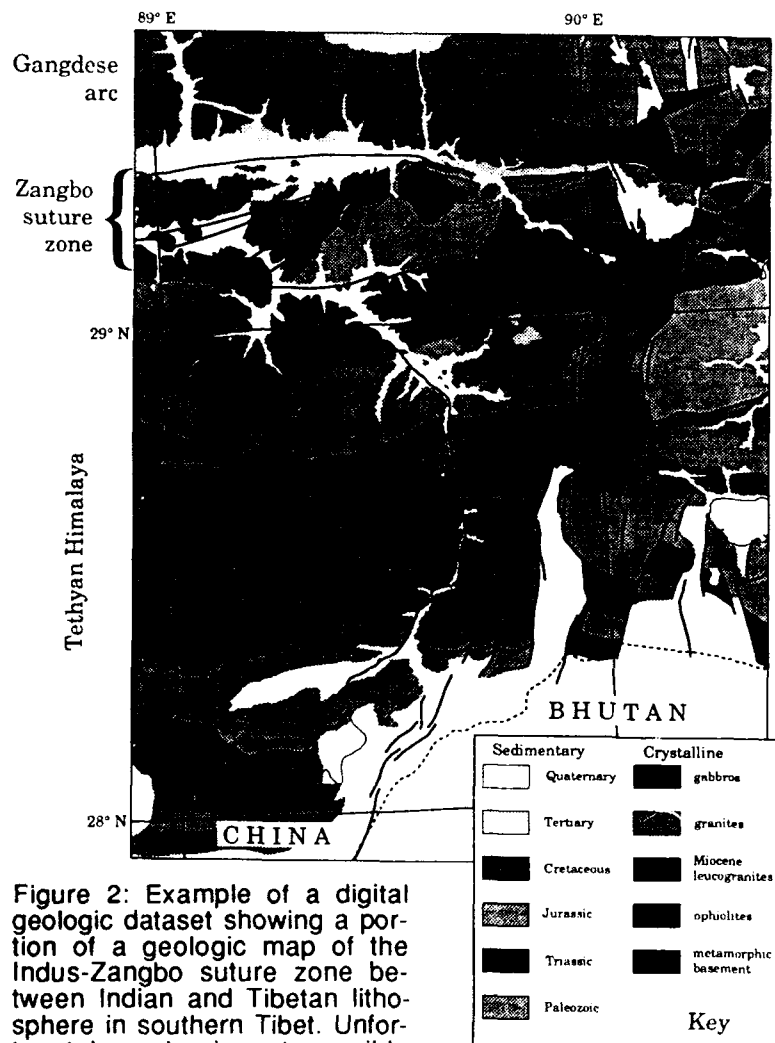 89° E
90° E
Gangdese
arc
Zangbo
suture
zone
29° N
Tethyan Himalaya
BHUTAN
28° N
CHINA
Sedimentary
Quaternary
Tertiary
Cretaceous
Jurassic
Triassic
Paleozoic
Crystalline
gabbros
granites
Miocene
leucogranites
ophiolites
metamorphic
basement
Key
Figure 2: Example of a digital
geologic dataset showing a por-
tion of a geologic map of the
Indus-Zangbo suture zone be-
tween Indian and Tibetan litho-
sphere in southern Tibet. Unfor-